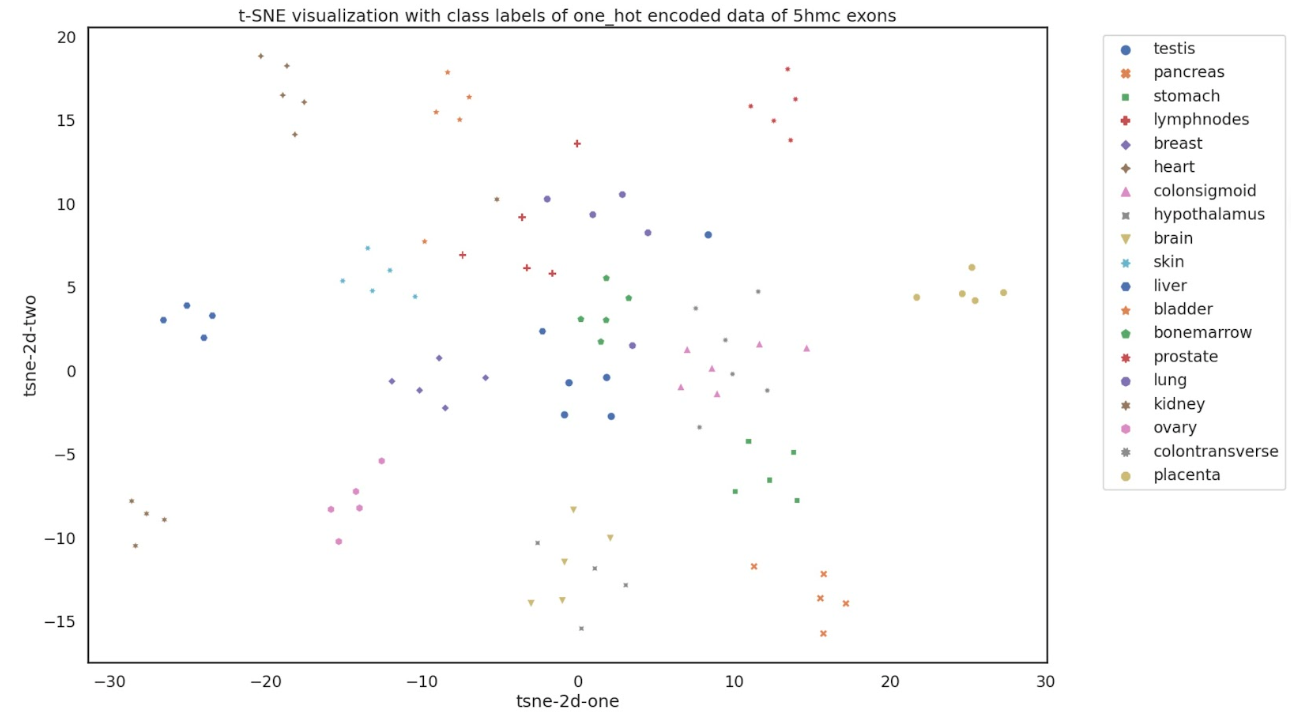 t-SNE visualization with class labels of one_hot encoded data of 5hmc exons
20
15
10
5
0
−5
−10
−15
tsne-2d-two
−30
−20
−10
0
10
20
30
tsne-2d-one
testis
pancreas
stomach
lymphnodes
breast
heart
colonsigmoid
hypothalamus
brain
skin
liver
bladder
bonemarrow
prostate
lung
kidney
ovary
colontransverse
placenta